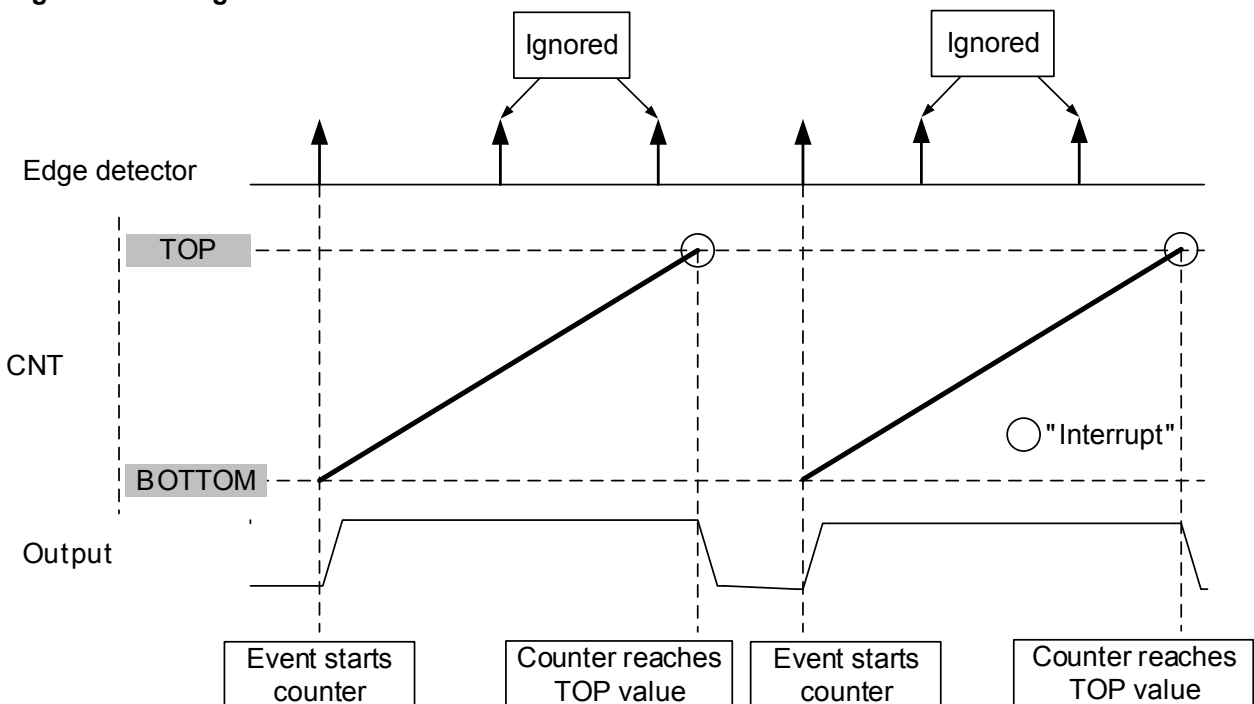 Ignored
Ignored
Edge detector
TOP
CNT
"Interrupt"
BOTTOM
Output
Event starts
counter
Counter reaches
TOP value
Event starts
counter
Counter reaches
TOP value